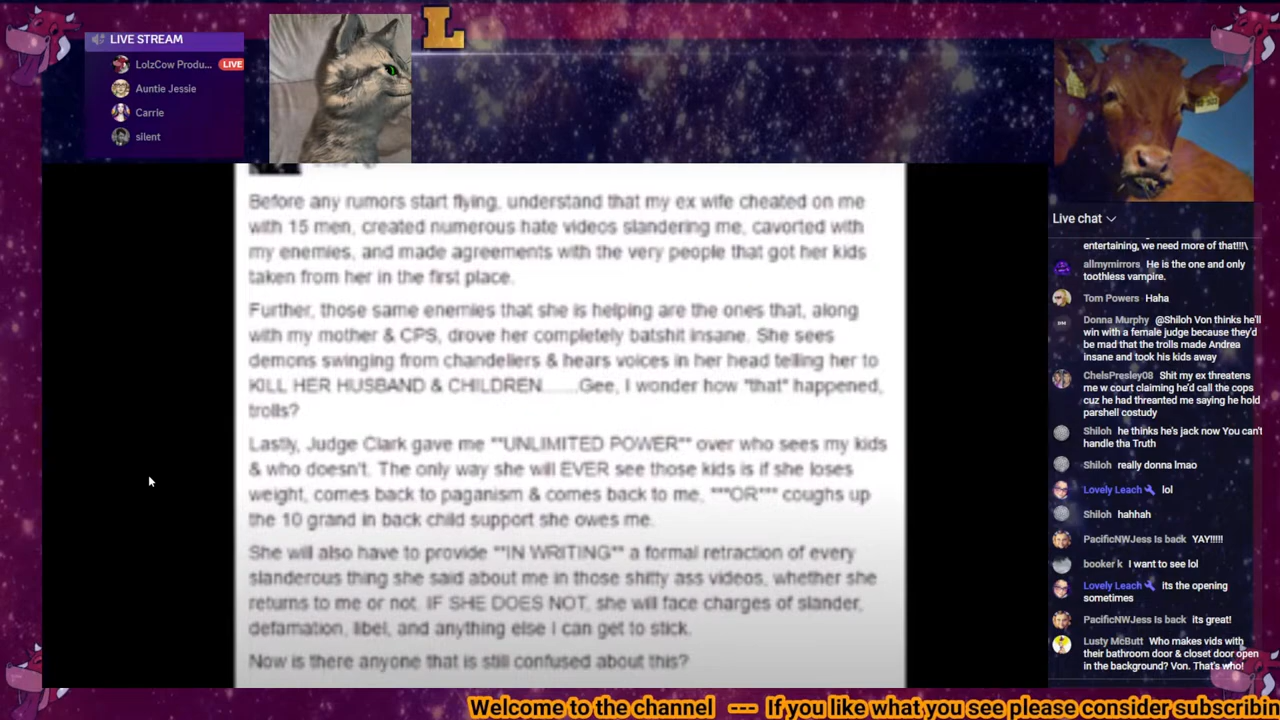 LIVE STREAM
LolzCow Produ... LIVE
Auntie Jessie
Carrie
silent
L
Before any rumors start flying, understand that my ex wife cheated on me
with 15 men, created numerous hate videos slandering me, cavorted with
my enemies, and made agreements with the very people that got her kids
taken from her in the first place.
Further, those same enemies that she is helping are the ones that, along
with my mother & CPS, drove her completely batshit insane. She sees
demons swinging from chandeliers & hears voices in her head telling her to
KILL HER HUSBAND & CHILDREN.......Gee, I wonder how "that" happened,
trolls?
Lastly, Judge Clark gave me **UNLIMITED POWER** over who sees my kids
& who doesn't. The only way she will EVER see those kids is if she loses
weight, comes back to paganism & comes back to me, ***OR*** coughs up
the 10 grand in back child support she owes me.
She will also have to provide **IN WRITING** a formal retraction of every
slanderous thing she said about me in those shitty ass videos, whether she
returns to me or not. IF SHE DOES NOT, she will face charges of slander,
defamation, libel, and anything else I can get to stick.
Now is there anyone that is still confused about this?
Live chat
entertaining, we need more of that!!!\
allmymirrors He is the one and only
toothless vampire.
Tom Powers Haha
Donna Murphy @Shiloh Von thinks he'll
win with a female judge because they'd
be mad that the trolls made Andrea
insane and took his kids away
ChelsPresley08 Shit my ex threatens
me w court claiming he'd call the cops
cuz he had threanted me saying he hold
parshell costudy
Shiloh he thinks he's jack now You can't
handle tha Truth
Shiloh really donna lmao
Lovely Leach lol
Shiloh hahhah
PacificNWJess Is back YAY!!!!!
booker k I want to see lol
Lovely Leach its the opening
sometimes
PacificNWJess Is back its great!
Lusty McButt Who makes vids with
their bathroom door & closet door open
in the background? Von. That's who!
Welcome to the channel --- If you like what you see please consider subscribin